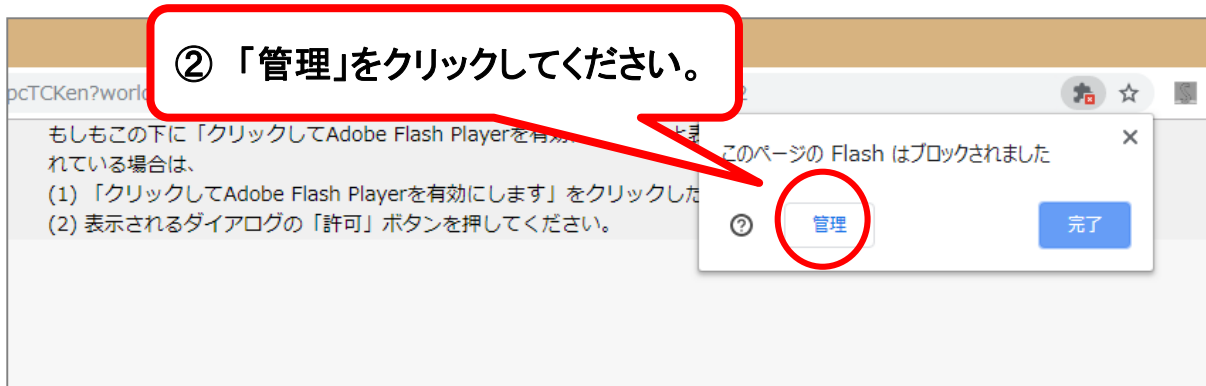 ② 「管理」をクリックしてください。
pcTCKen?world
もしもこの下に「クリックしてAdobe Flash Playerを有効に
れている場合は、
(1) 「クリックしてAdobe Flash Playerを有効にします」をクリックした
(2) 表示されるダイアログの「許可」ボタンを押してください。
このページの Flash はブロックされました
管理
完了